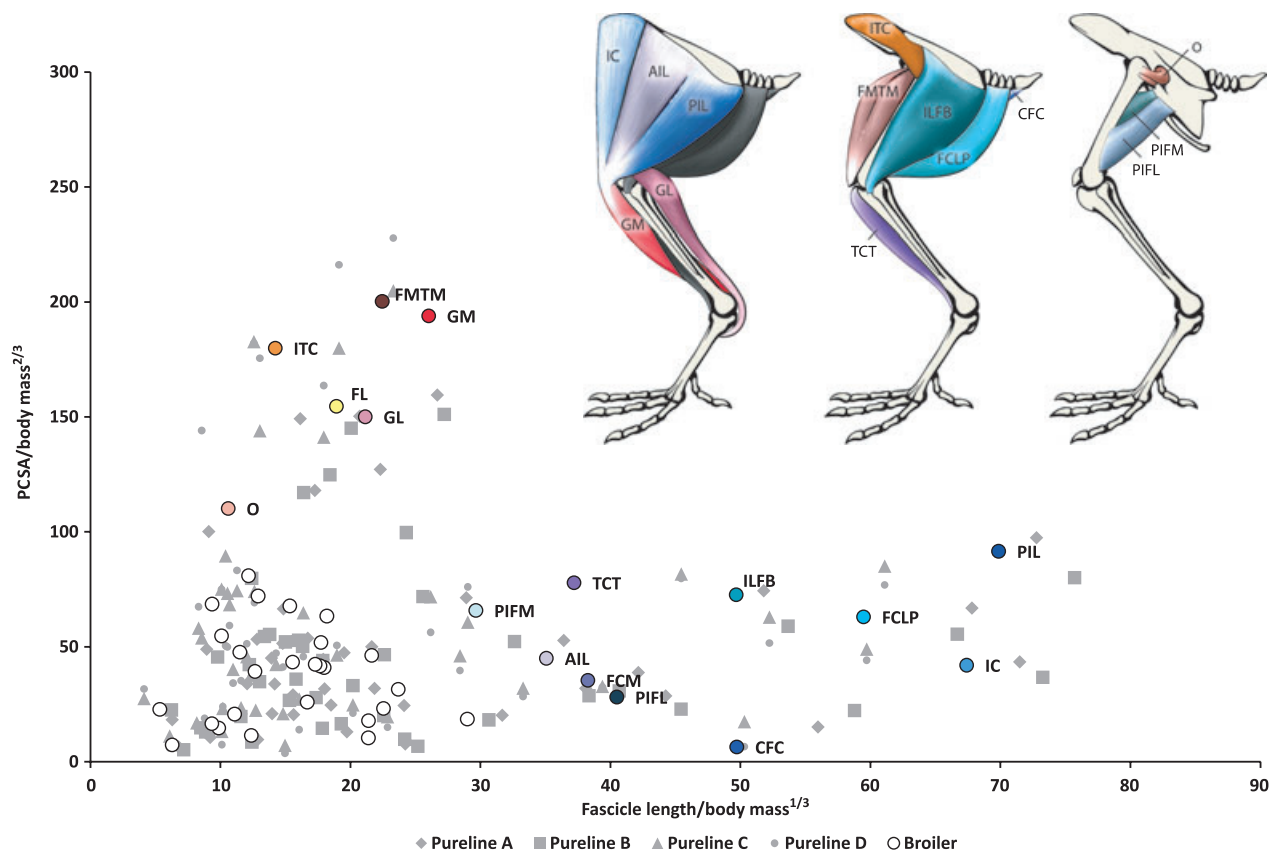 IC
AIL
PIL
GL
GM
ITC
FMTM
ILFB
FCLP
CFC
TCT
O
PIFM
PIFL
PCSA/body mass2/3
300
250
200
150
100
50
0
FMTM
GM
ITC
FL
GL
O
PIL
TCT
ILFB
PIFM
FCLP
AIL
IC
FCM
PIFL
CFC
0 10 20 30 40 50 60 70 80 90
Fascicle length/body mass1/3
Pureline A Pureline B Pureline C Pureline D Broiler